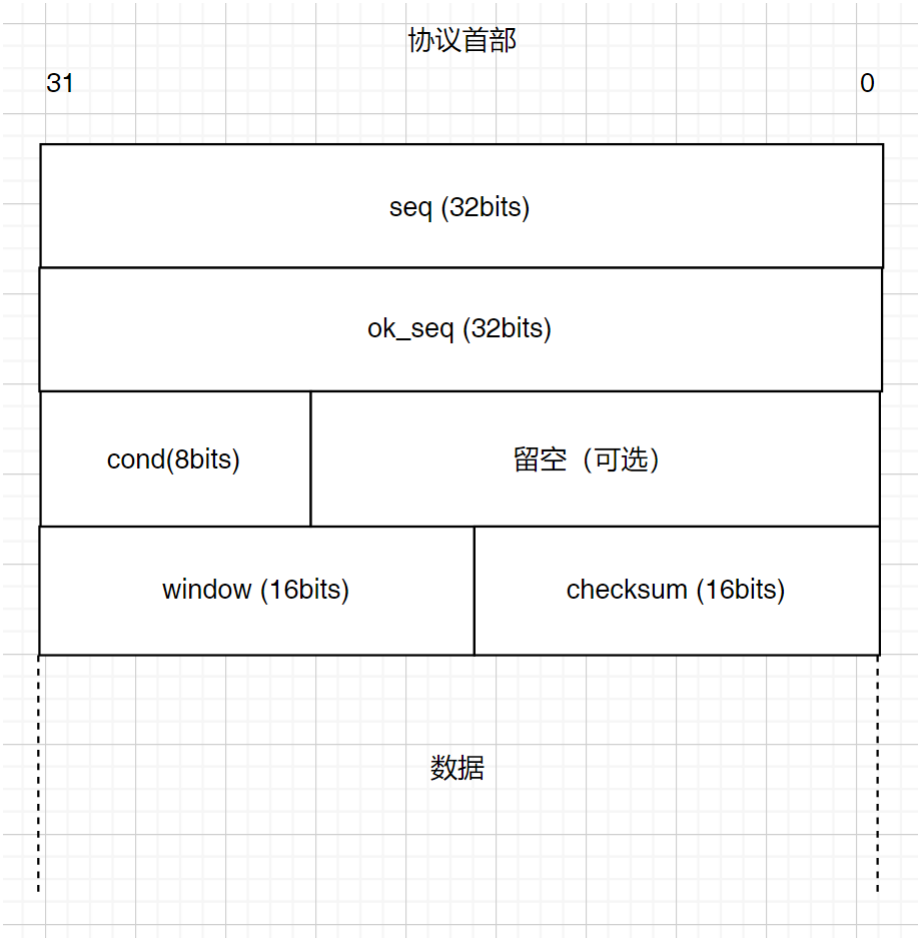 协议首部
31 0
seq (32bits)
ok_seq (32bits)
cond(8bits) 留空（可选）
window (16bits) checksum (16bits)
数据